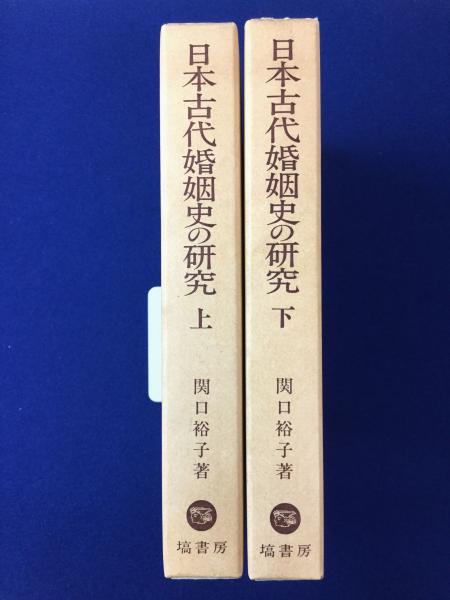 日本古代婚姻史の研究 上
関口裕子著
塙書房
日本古代婚姻史の研究 下
関口裕子著
塙書房